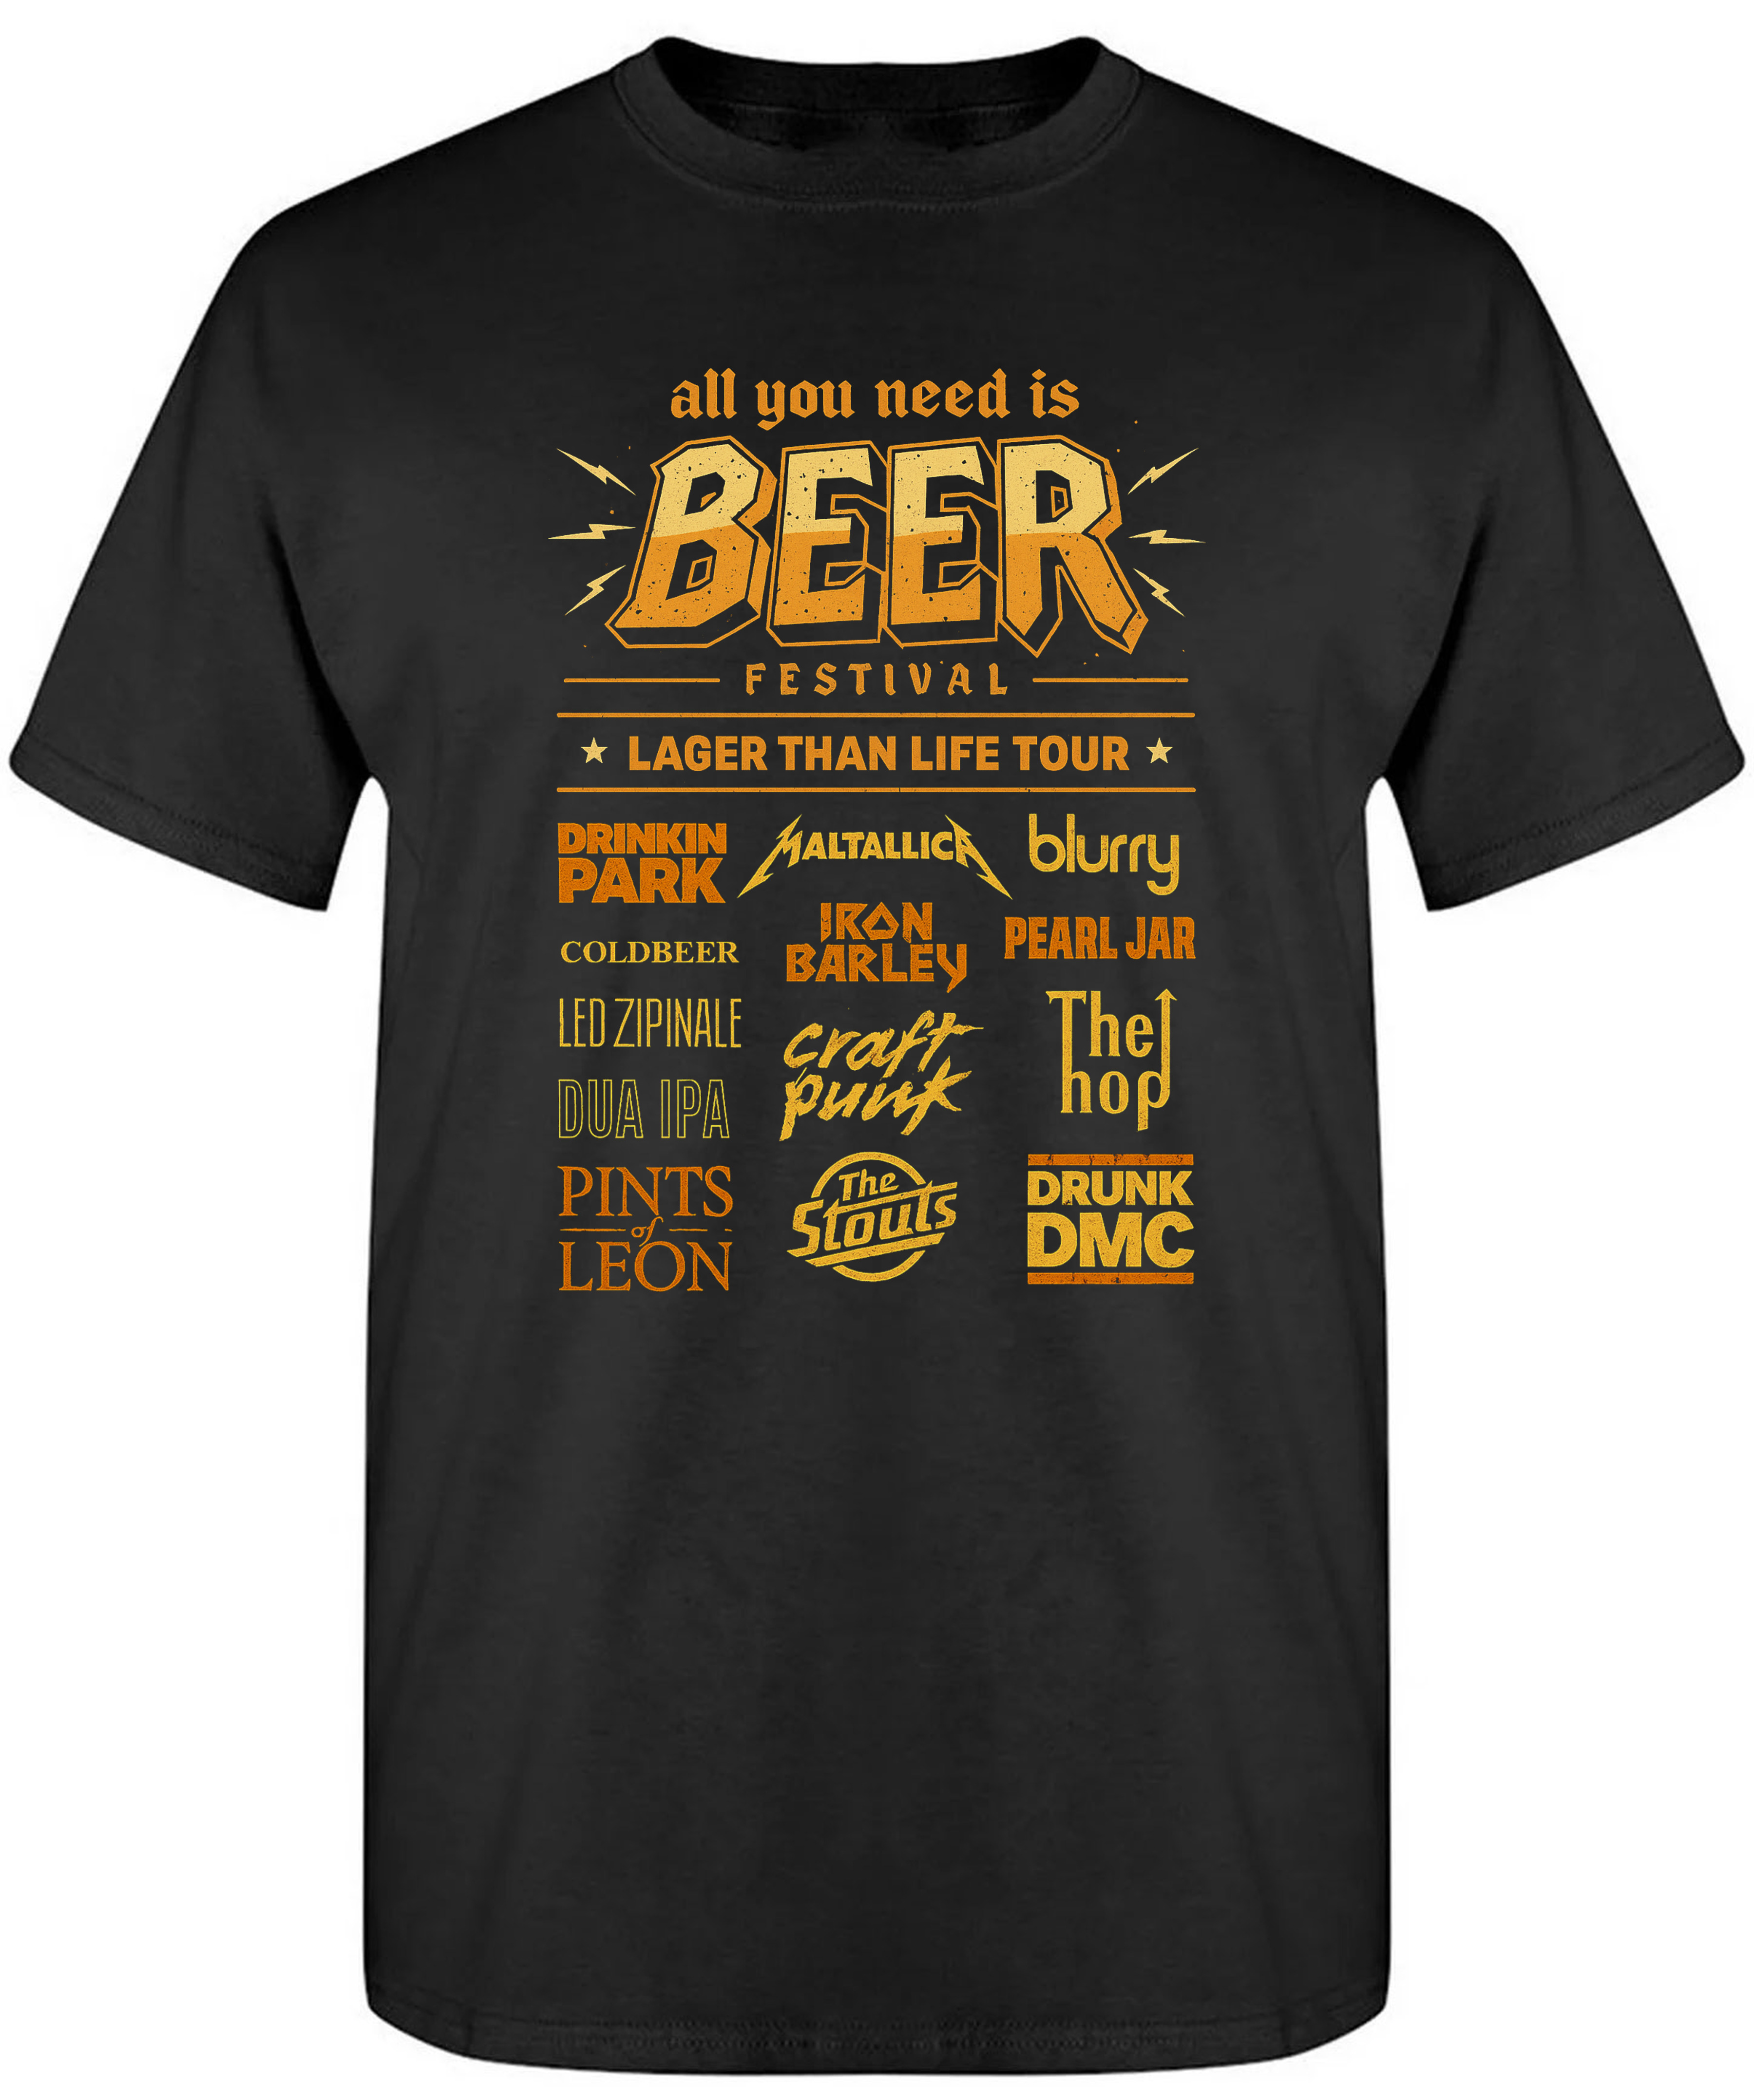 all you need is
BEER
FESTIVAL
LAGER THAN LIFE TOUR
DRINKIN
PARK
MALTALLICA
blurry
COLDBEER
IRON
BARLEY
PEARL JAR
LED ZIPINALE
craft
punk
The
hop
DUA IPA
PINTS
of
LEON
The
Stouts
DRUNK
DMC